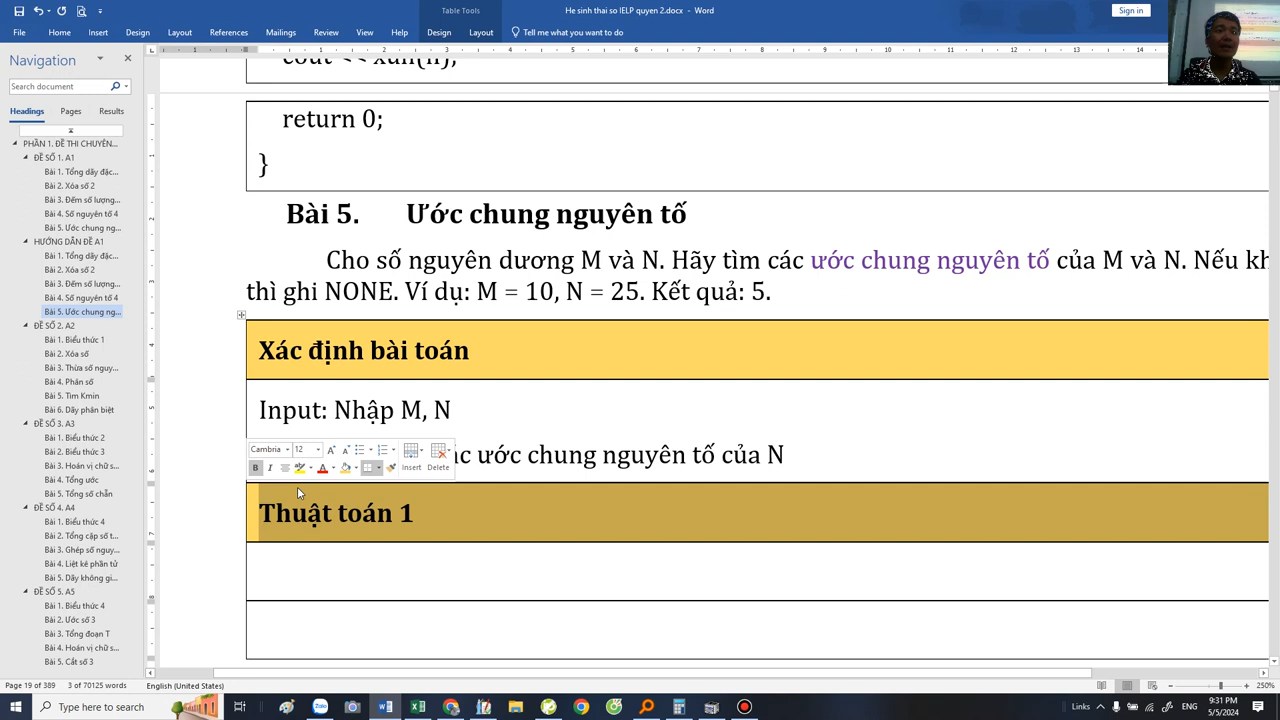 Table Tools
He sinh thai so IELP quyen 2.docx - Word
Sign in
File
Home
Insert
Design
Layout
References
Mailings
Review
View
Help
Design
Layout
Tell me what you want to do
Navigation
Search document
Headings
Pages
Results
PHẦN 1. ĐỀ THI CHUYÊN...
ĐỀ SỐ 1. A1
Bài 1. Tổng dãy đặc...
Bài 2. Xóa số 2
Bài 3. Đếm số lượng...
Bài 4. Số nguyên tố 4
Bài 5. Ước chung ng...
HƯỚNG DẪN ĐỀ A1
Bài 1. Tổng dãy đặc...
Bài 2. Xóa số 2
Bài 3. Đếm số lượng...
Bài 4. Số nguyên tố 4
Bài 5. Ước chung ng...
ĐỀ SỐ 2. A2
Bài 1. Biểu thức 1
Bài 2. Xóa số
Bài 3. Thừa số nguy...
Bài 4. Phân số
Bài 5. Tìm Kmin
Bài 6. Dãy phân biệt
ĐỀ SỐ 3. A3
Bài 1. Biểu thức 2
Bài 2. Biểu thức 3
Bài 3. Hoán vị chữ số...
Bài 4. Tổng ước
Bài 5. Tổng số chẵn
ĐỀ SỐ 4. A4
Bài 1. Biểu thức 4
Bài 2. Tổng cặp số t...
Bài 3. Ghép số nguy...
Bài 4. Liệt kê phần tử
Bài 5. Dãy không gi...
ĐỀ SỐ 5. A5
Bài 1. Biểu thức 4
Bài 2. Ước số 3
Bài 3. Tổng đoạn T
Bài 4. Hoán vị chữ s...
Bài 5. Cắt số 3
cout << xuli(n);
return 0;
}
Bài 5. Ước chung nguyên tố
Cho số nguyên dương M và N. Hãy tìm các ước chung nguyên tố của M và N. Nếu kh
thì ghi NONE. Ví dụ: M = 10, N = 25. Kết quả: 5.
Xác định bài toán
Input: Nhập M, N
ước chung nguyên tố của N
Cambria 12
B I Insert Delete
Thuật toán 1
Page 19 of 389 3 of 70125 words English (United States) 250%
Type here to search
Links
ENG
9:31 PM
5/5/2024